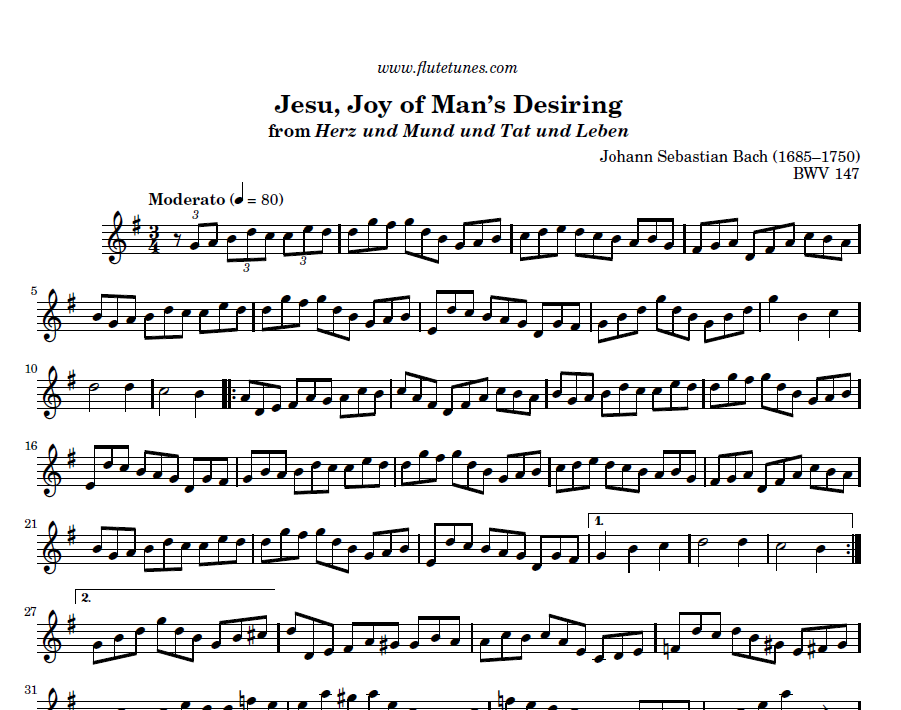 www.flutetunes.com
Jesu, Joy of Man's Desiring
from Herz und Mund und Tat und Leben
Johann Sebastian Bach (1685–1750)
BWV 147
Moderato (♩ = 80)
3
3
4
3 3
5
10
16
21
1.
27
2.
31